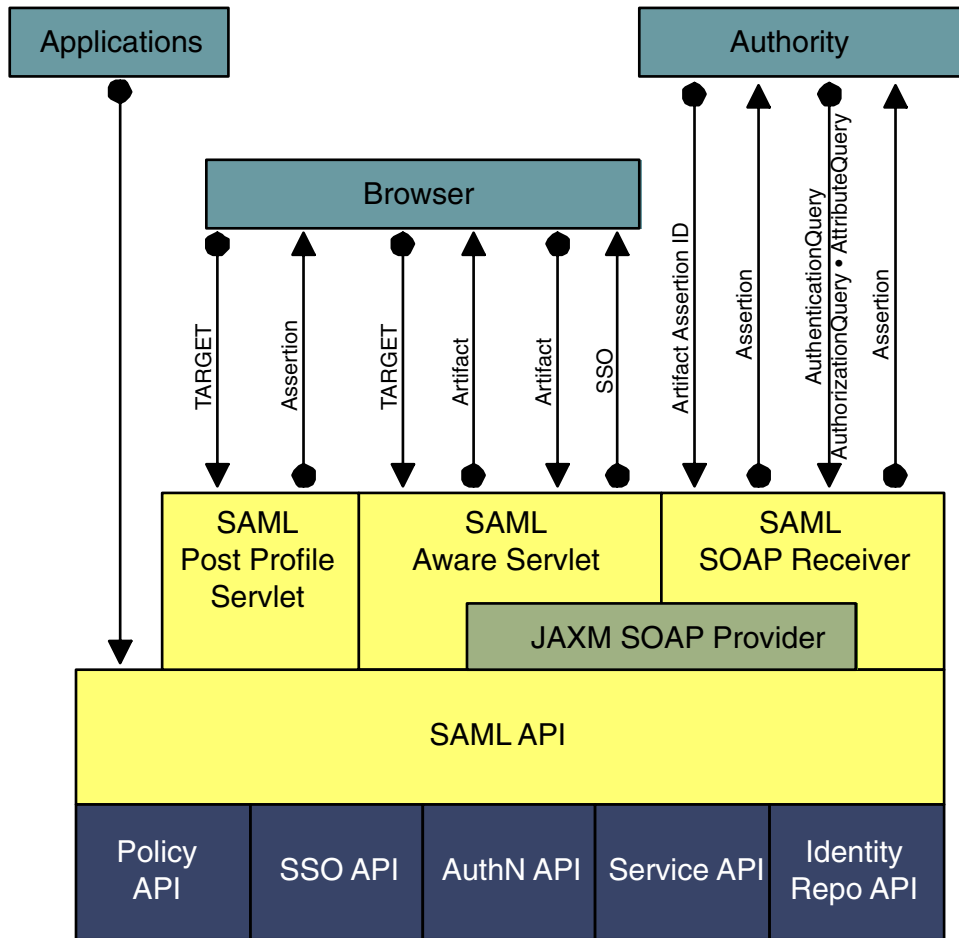 Applications
Authority
Browser
TARGET
Assertion
TARGET
Artifact
Artifact
SSO
Artifact Assertion ID
Assertion
AuthenticationQuery
AuthorizationQuery • AttributeQuery
Assertion
SAML
Post Profile
Servlet
SAML
Aware Servlet
SAML
SOAP Receiver
JAXM SOAP Provider
SAML API
Policy
API
SSO API
AuthN API
Service API
Identity
Repo API